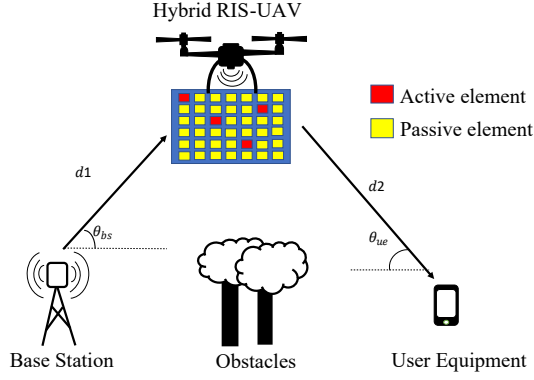 Hybrid RIS-UAV
Active element
Passive element
d1
d2
θbs
θue
Base Station
Obstacles
User Equipment